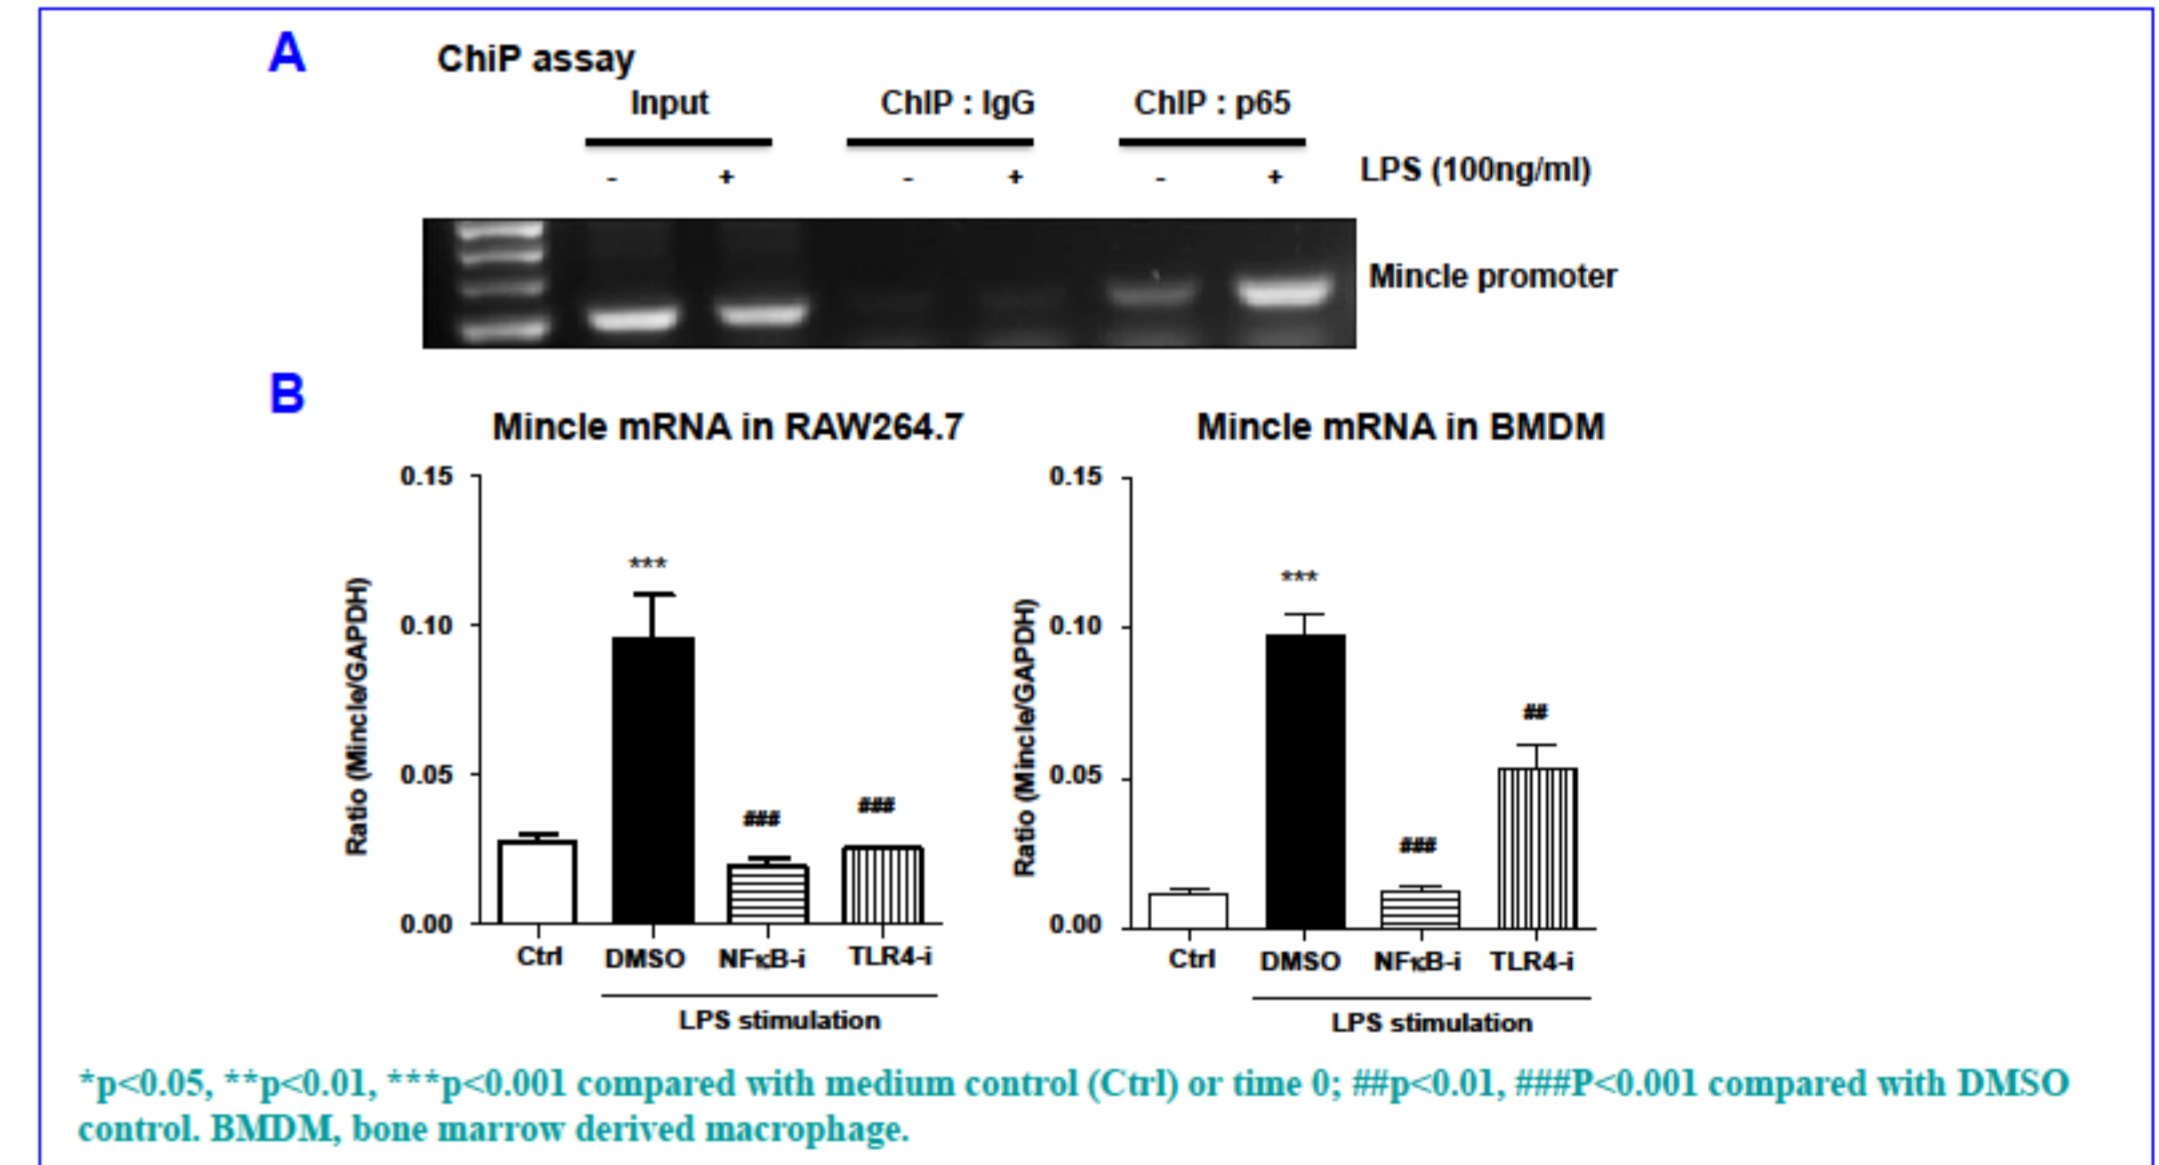 A
ChiP assay
Input ChIP : IgG ChIP : p65
- + - + - + LPS (100ng/ml)
Mincle promoter
B
Mincle mRNA in RAW264.7
0.15
0.10
0.05
0.00
Ratio (Mincle/GAPDH)
***
###
###
Ctrl DMSO NFκB-i TLR4-i
LPS stimulation
Mincle mRNA in BMDM
0.15
0.10
0.05
0.00
Ratio (Mincle/GAPDH)
***
###
##
Ctrl DMSO NFκB-i TLR4-i
LPS stimulation
*p<0.05, **p<0.01, ***p<0.001 compared with medium control (Ctrl) or time 0; ##p<0.01, ###P<0.001 compared with DMSO
control. BMDM, bone marrow derived macrophage.